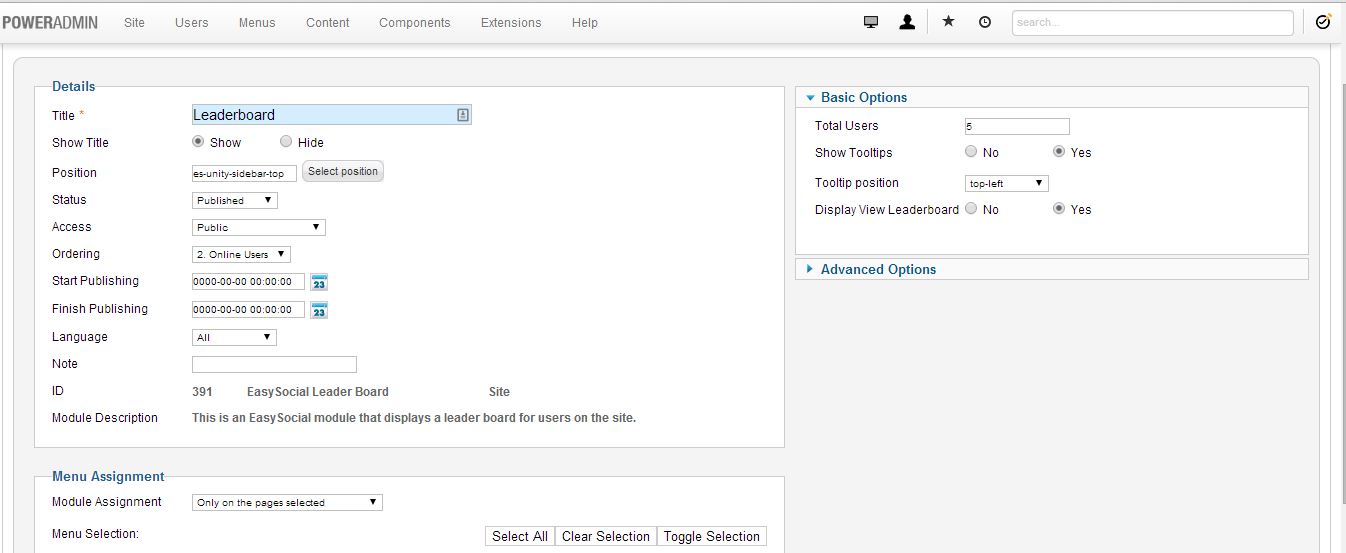 POWERADMIN Site Users Menus Content Components Extensions Help search...
Details
Title * Leaderboard
Show Title Show Hide
Position es-unity-sidebar-top Select position
Status Published
Access Public
Ordering 2. Online Users
Start Publishing 0000-00-00 00:00:00 23
Finish Publishing 0000-00-00 00:00:00 23
Language All
Note
ID 391 EasySocial Leader Board Site
Module Description This is an EasySocial module that displays a leader board for users on the site.
Menu Assignment
Module Assignment Only on the pages selected
Menu Selection: Select All Clear Selection Toggle Selection
Basic Options
Total Users 5
Show Tooltips No Yes
Tooltip position top-left
Display View Leaderboard No Yes
Advanced Options